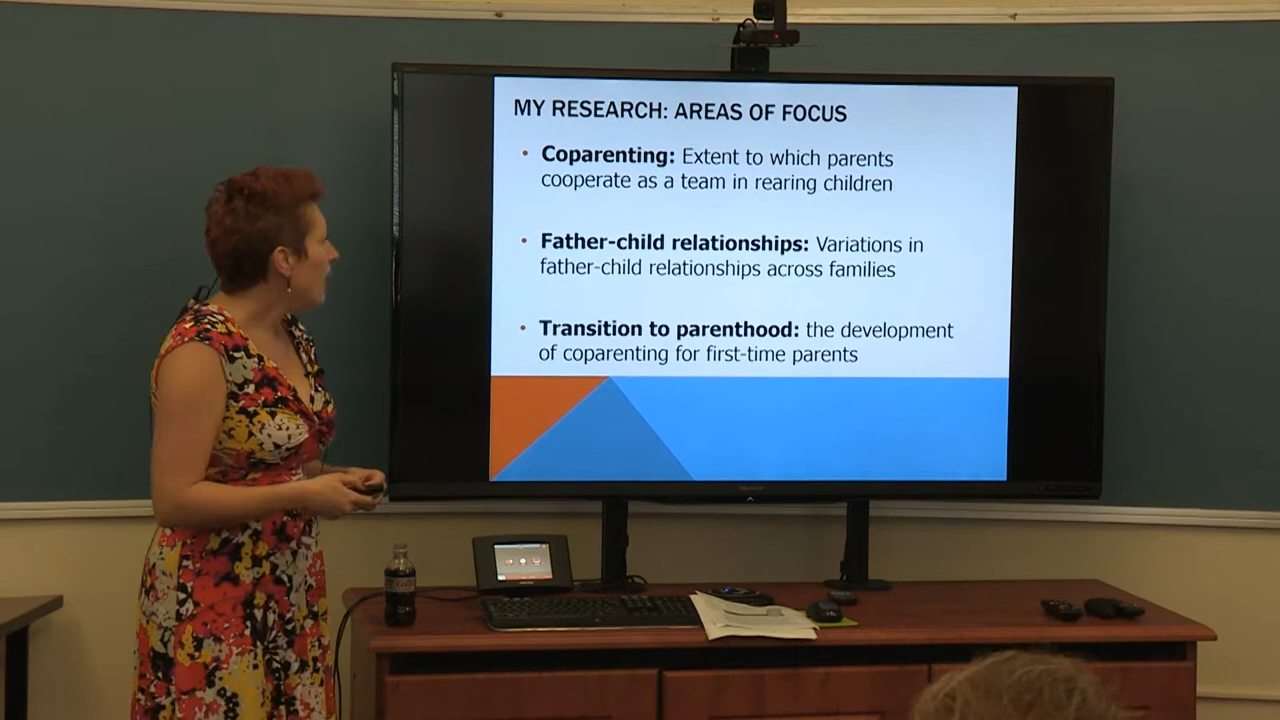 MY RESEARCH: AREAS OF FOCUS
• Coparenting: Extent to which parents
cooperate as a team in rearing children
• Father-child relationships: Variations in
father-child relationships across families
• Transition to parenthood: the development
of coparenting for first-time parents